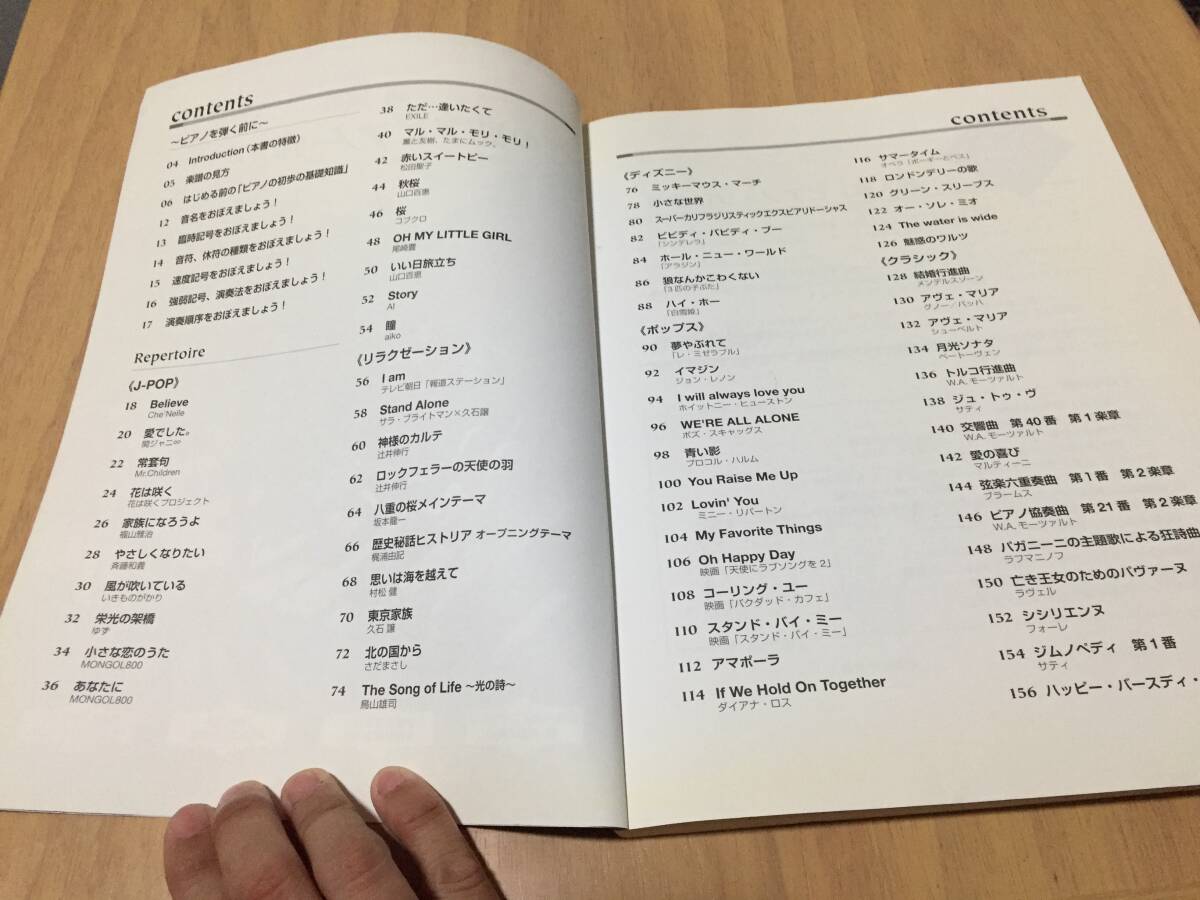 contents
～ピアノを弾く前に～
04 Introduction（本書の特徴）
05 楽譜の見方
06 はじめる前の「ピアノの初歩の基礎知識」
12 音名をおぼえましょう！
13 臨時記号をおぼえましょう！
14 音符、休符の種類をおぼえましょう！
15 速度記号をおぼえましょう！
16 強弱記号、演奏法をおぼえましょう！
17 演奏順序をおぼえましょう！
Repertoire
《J-POP》
18 Believe
Che'Nelle
20 愛でした。
関ジャニ∞
22 常套句
Mr.Children
24 花は咲く
花は咲くプロジェクト
26 家族になろうよ
福山雅治
28 やさしくなりたい
斉藤和義
30 風が吹いている
いきものがかり
32 栄光の架橋
ゆず
34 小さな恋のうた
MONGOL800
36 あなたに
MONGOL800
38 ただ…逢いたくて
EXILE
40 マル・マル・モリ・モリ！
薫と友樹、たまにムック。
42 赤いスイートピー
松田聖子
44 秋桜
山口百恵
46 桜
コブクロ
48 OH MY LITTLE GIRL
尾崎豊
50 いい日旅立ち
山口百恵
52 Story
AI
54 瞳
aiko
《リラクゼーション》
56 I am
テレビ朝日「報道ステーション」
58 Stand Alone
サラ・ブライトマン×久石譲
60 神様のカルテ
辻井伸行
62 ロックフェラーの天使の羽
辻井伸行
64 八重の桜メインテーマ
坂本龍一
66 歴史秘話ヒストリア オープニングテーマ
梶浦由記
68 思いは海を越えて
村松 健
70 東京家族
久石 譲
72 北の国から
さだまさし
74 The Song of Life ～光の詩～
鳥山雄司
contents
《ディズニー》
76 ミッキーマウス・マーチ
78 小さな世界
80 スーパーカリフラジリスティックエクスピアリドーシャス
82 ビビディ・バビディ・ブー
「シンデレラ」
84 ホール・ニュー・ワールド
「アラジン」
86 狼なんかこわくない
「3匹の子ぶた」
88 ハイ・ホー
「白雪姫」
《ポップス》
90 夢やぶれて
「レ・ミゼラブル」
92 イマジン
ジョン・レノン
94 I will always love you
ホイットニー・ヒューストン
96 WE'RE ALL ALONE
ボズ・スキャッグス
98 青い影
プロコル・ハルム
100 You Raise Me Up
102 Lovin' You
ミニー・リパートン
104 My Favorite Things
106 Oh Happy Day
映画「天使にラブソングを2」
108 コーリング・ユー
映画「バグダッド・カフェ」
110 スタンド・バイ・ミー
映画「スタンド・バイ・ミー」
112 アマポーラ
114 If We Hold On Together
ダイアナ・ロス
116 サマータイム
オペラ「ポーギーとベス」
118 ロンドンデリーの歌
120 グリーン・スリーブス
122 オー・ソレ・ミオ
124 The water is wide
126 魅惑のワルツ
《クラシック》
128 結婚行進曲
メンデルスゾーン
130 アヴェ・マリア
グノー／バッハ
132 アヴェ・マリア
シューベルト
134 月光ソナタ
ベートーヴェン
136 トルコ行進曲
W.A. モーツァルト
138 ジュ・トゥ・ヴ
サティ
140 交響曲 第40番 第1楽章
W.A. モーツァルト
142 愛の喜び
マルティーニ
144 弦楽六重奏曲 第1番 第2楽章
ブラームス
146 ピアノ協奏曲 第21番 第2楽章
W.A. モーツァルト
148 パガニーニの主題歌による狂詩曲
ラフマニノフ
150 亡き王女のためのパヴァーヌ
ラヴェル
152 シシリエンヌ
フォーレ
154 ジムノペディ 第1番
サティ
156 ハッピー・バースディ・